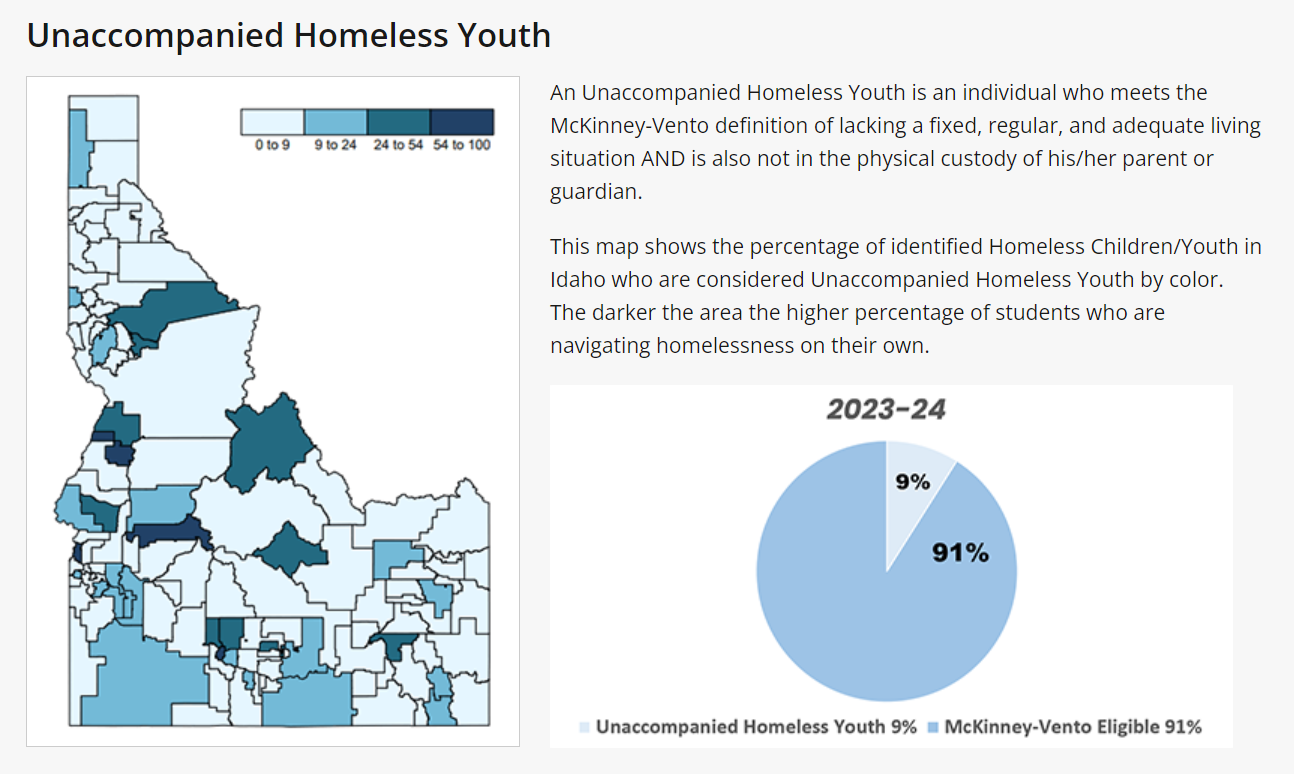 Unaccompanied Homeless Youth
0 to 9 9 to 24 24 to 54 54 to 100
An Unaccompanied Homeless Youth is an individual who meets the
McKinney-Vento definition of lacking a fixed, regular, and adequate living
situation AND is also not in the physical custody of his/her parent or
guardian.
This map shows the percentage of identified Homeless Children/Youth in
Idaho who are considered Unaccompanied Homeless Youth by color.
The darker the area the higher percentage of students who are
navigating homelessness on their own.
2023-24
9%
91%
Unaccompanied Homeless Youth 9% McKinney-Vento Eligible 91%